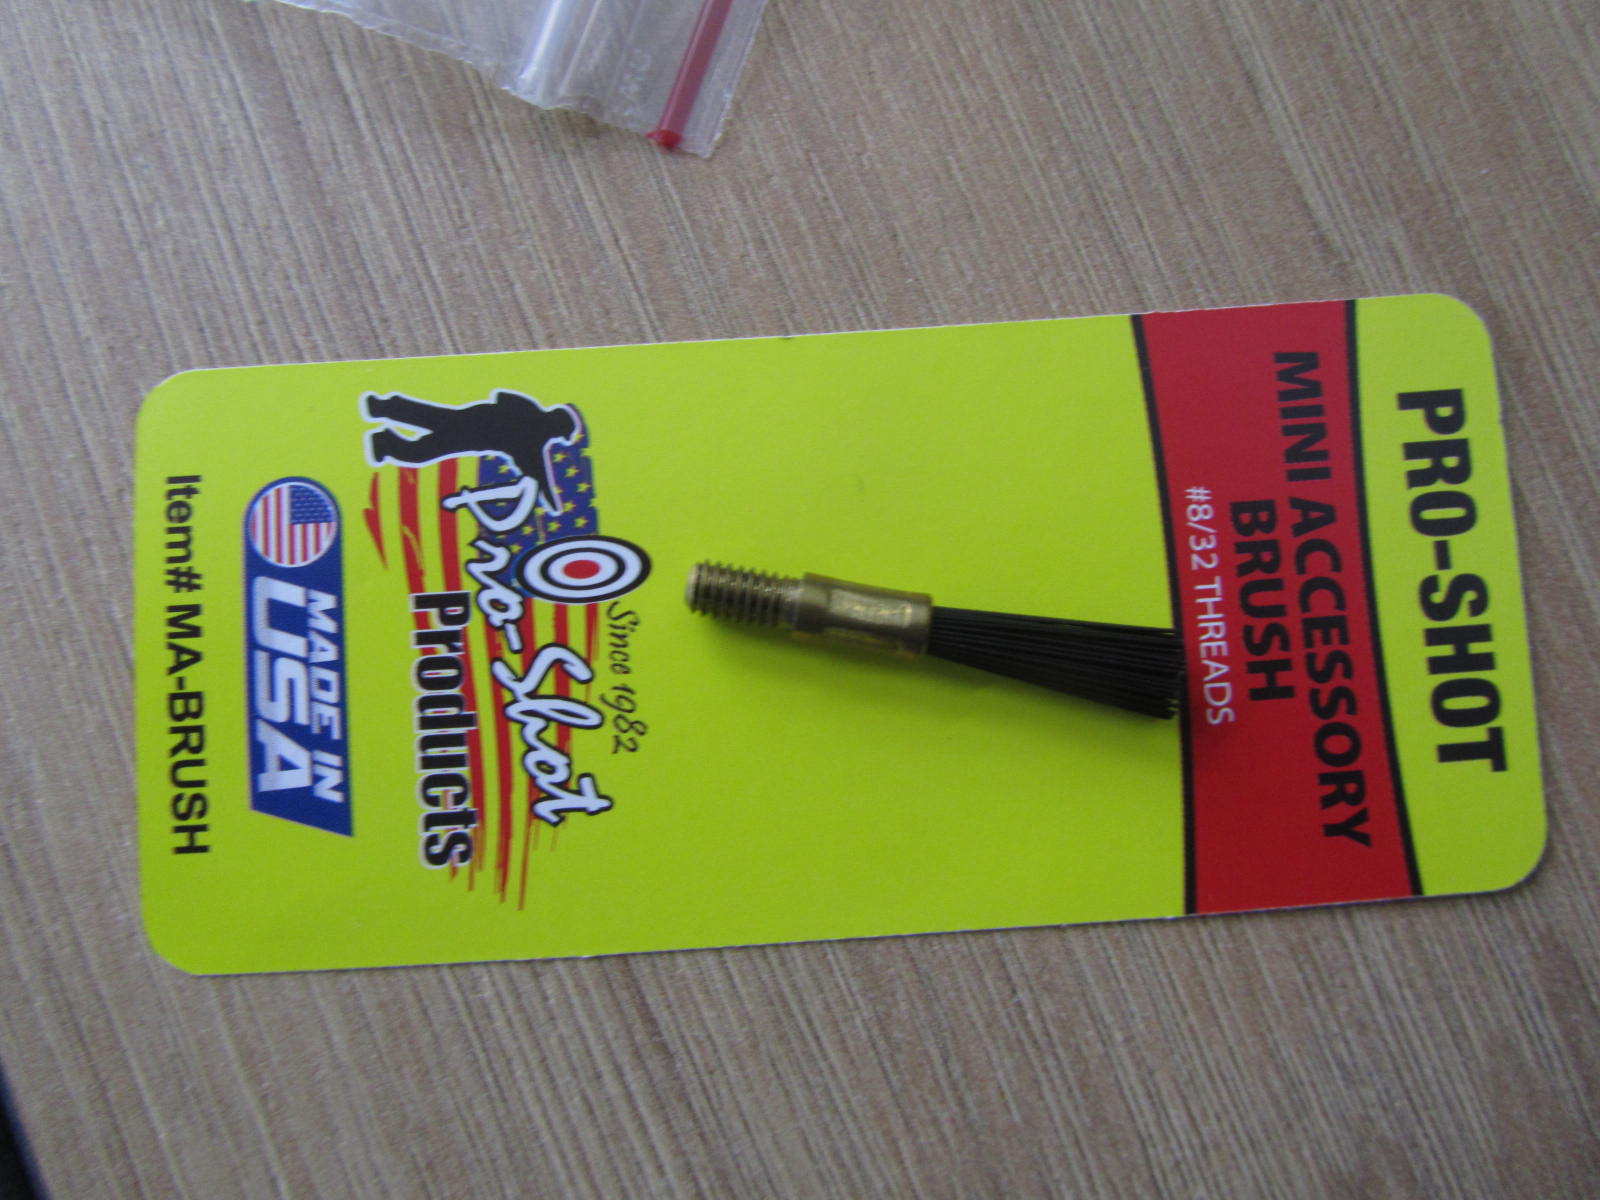 PRO-SHOT
MINI ACCESSORY
BRUSH
#8/32 THREADS
Since 1982
Pro-Shot
Products
MADE IN
USA
Item# MA-BRUSH